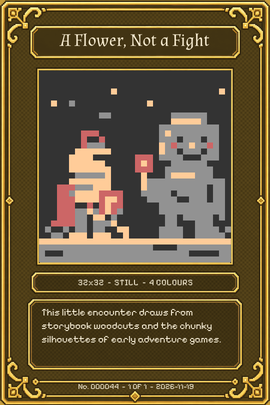 A Flower, Not a Fight
32x32 - STILL - 4 COLOURS
This little encounter draws from
storybook woodcuts and the chunky
silhouettes of early adventure games.
No. 000044 - 1 OF 1 - 2026-11-19